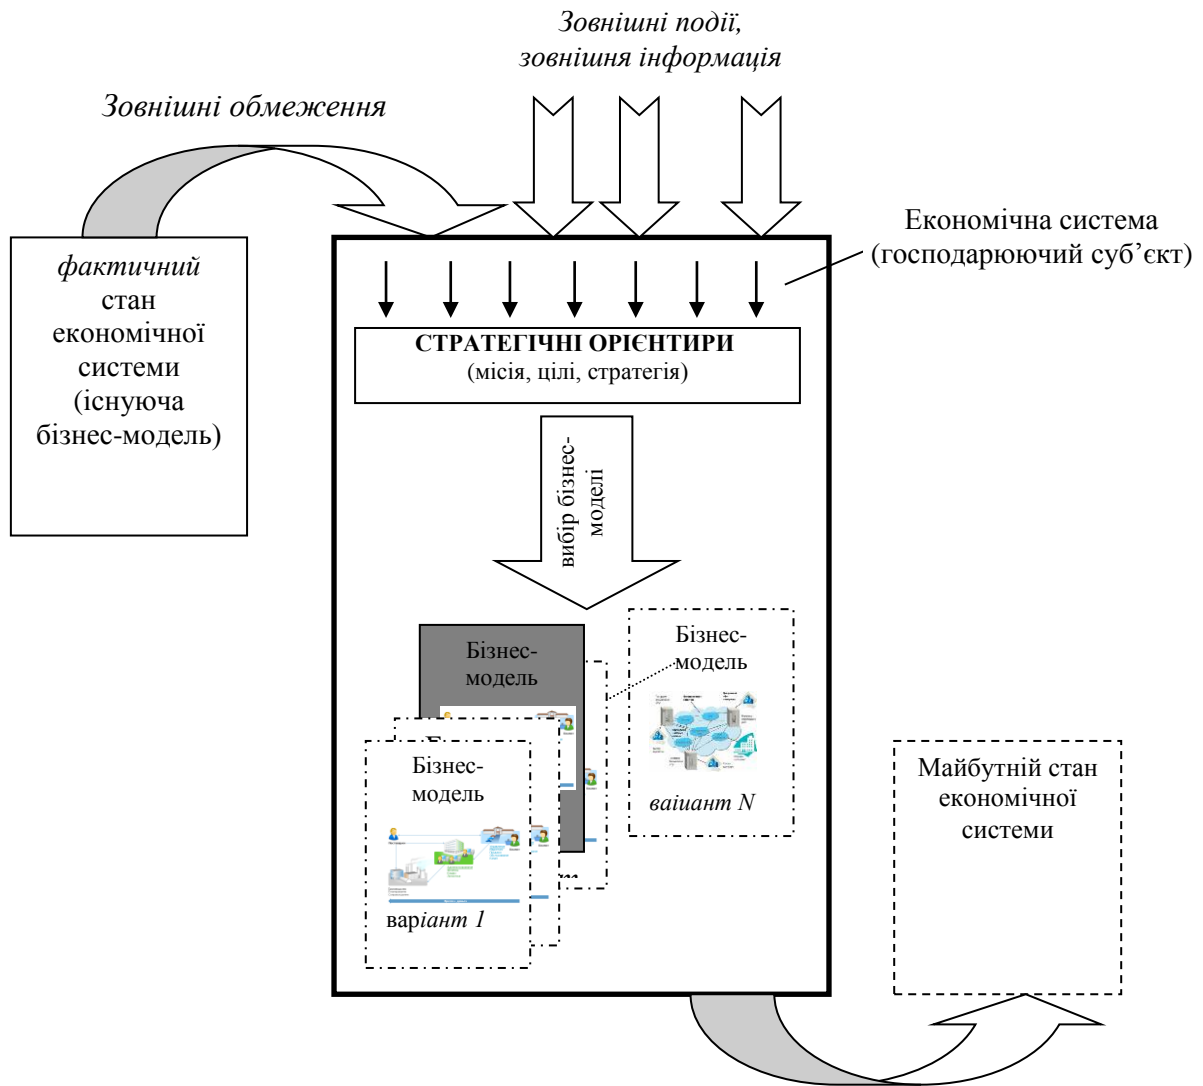 Зовнішні події,
зовнішня інформація
Зовнішні обмеження
Економічна система
(господарюючий суб’єкт)
фактичний
стан
економічної
системи
(існуюча
бізнес-модель)
СТРАТЕГІЧНІ ОРІЄНТИРИ
(місія, цілі, стратегія)
вибір бізнес-
моделі
Бізнес-
модель
Бізнес-
модель
ваіиант N
Бізнес-
модель
варіант 1
Майбутній стан
економічної
системи